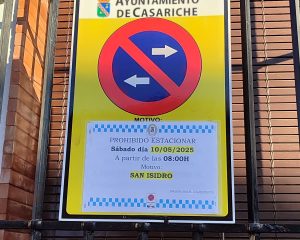 AYUNTAMIENTO
DE CASARICHE
MOTIVO:
PROHIBIDO ESTACIONAR
Sábado día 10/05/2025
A partir de las 08:00H
Motivo:
SAN ISIDRO